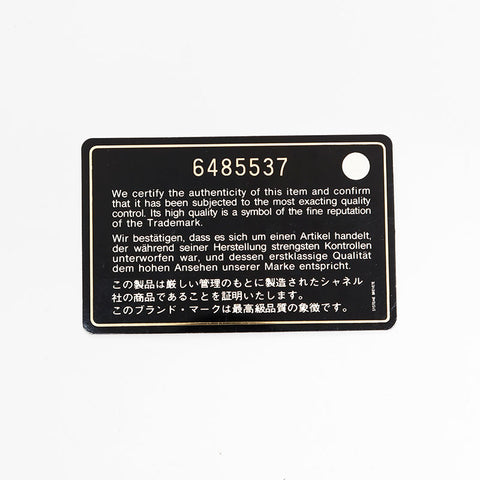 6485537
We certify the authenticity of this item and confirm
that it has been subjected to the most exacting quality
control. Its high quality is a symbol of the fine reputation
of the Trademark.
Wir bestätigen, dass es sich um einen Artikel handelt,
der während seiner Herstellung strengsten Kontrollen
unterworfen war, und dessen erstklassige Qualität
dem hohen Ansehen unserer Marke entspricht.
この製品は厳しい管理のもとに製造されたシャネル
社の商品であることを証明いたします。
このブランド・マークは最高級品質の象徴です。